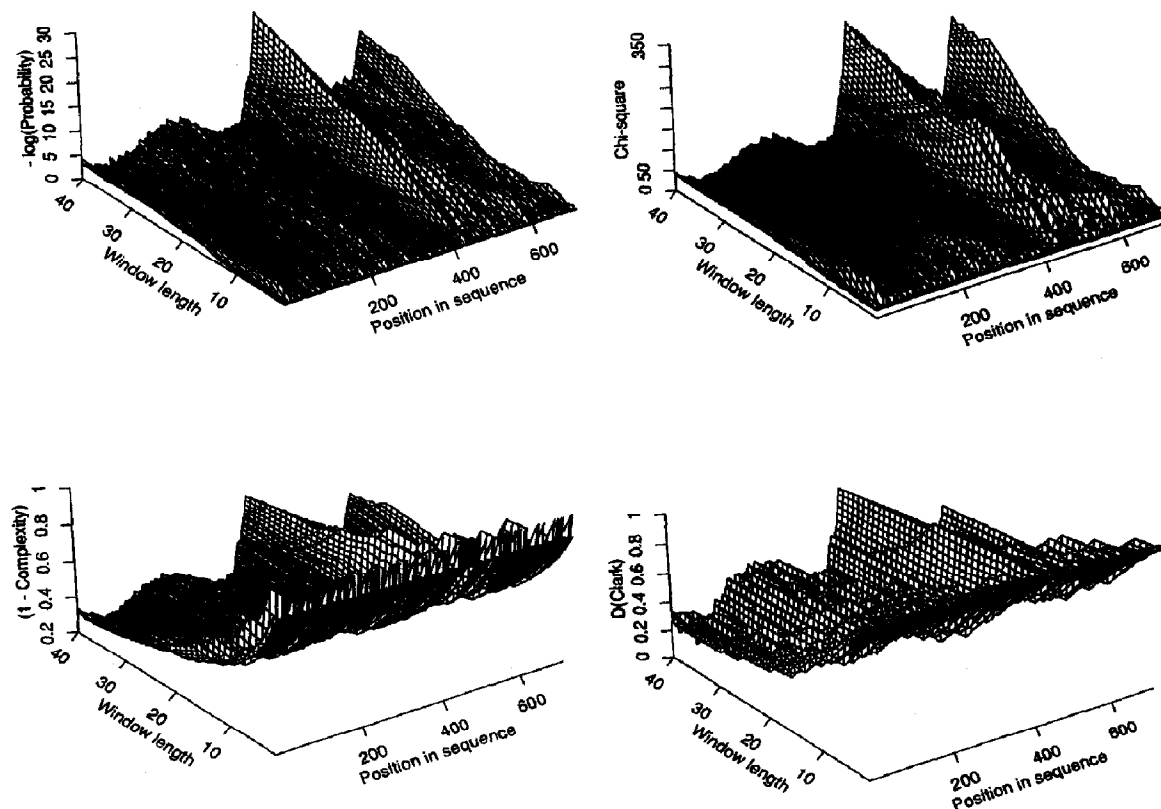 - log(Probability)
0 5 10 15 20 25 30
40 30 20 10
Window length
200 400 600
Position in sequence
Chi-square
0 50 350
40 30 20 10
Window length
200 400 600
Position in sequence
(1 - Complexity)
0.2 0.4 0.6 0.8 1
40 30 20 10
Window length
200 400 600
Position in sequence
D(Clark)
0 0.2 0.4 0.6 0.8 1
40 30 20 10
Window length
200 400 600
Position in sequence